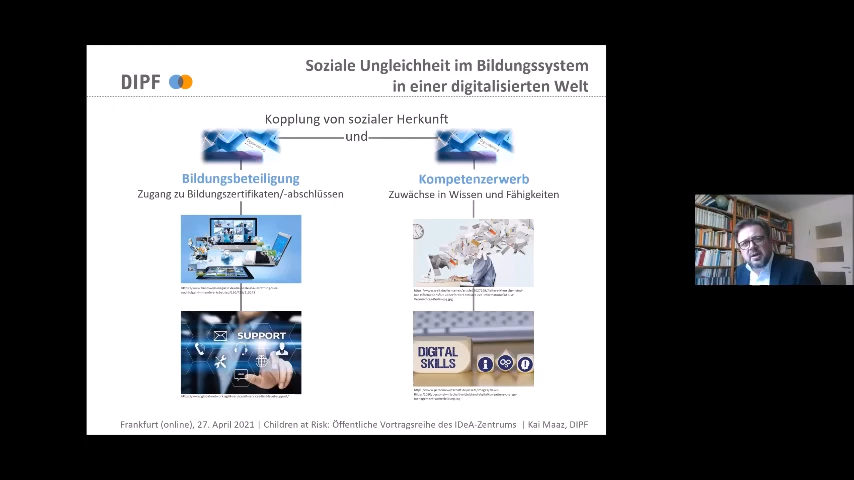 DIPF
Soziale Ungleichheit im Bildungssystem
in einer digitalisierten Welt
Kopplung von sozialer Herkunft
und
Bildungsbeteiligung
Zugang zu Bildungszertifikaten/-abschlüssen
Kompetenzerwerb
Zuwächse in Wissen und Fähigkeiten
SUPPORT
DIGITAL
SKILLS
Frankfurt (online), 27. April 2021 | Children at Risk: Öffentliche Vortragsreihe des IDeA-Zentrums | Kai Maaz, DIPF